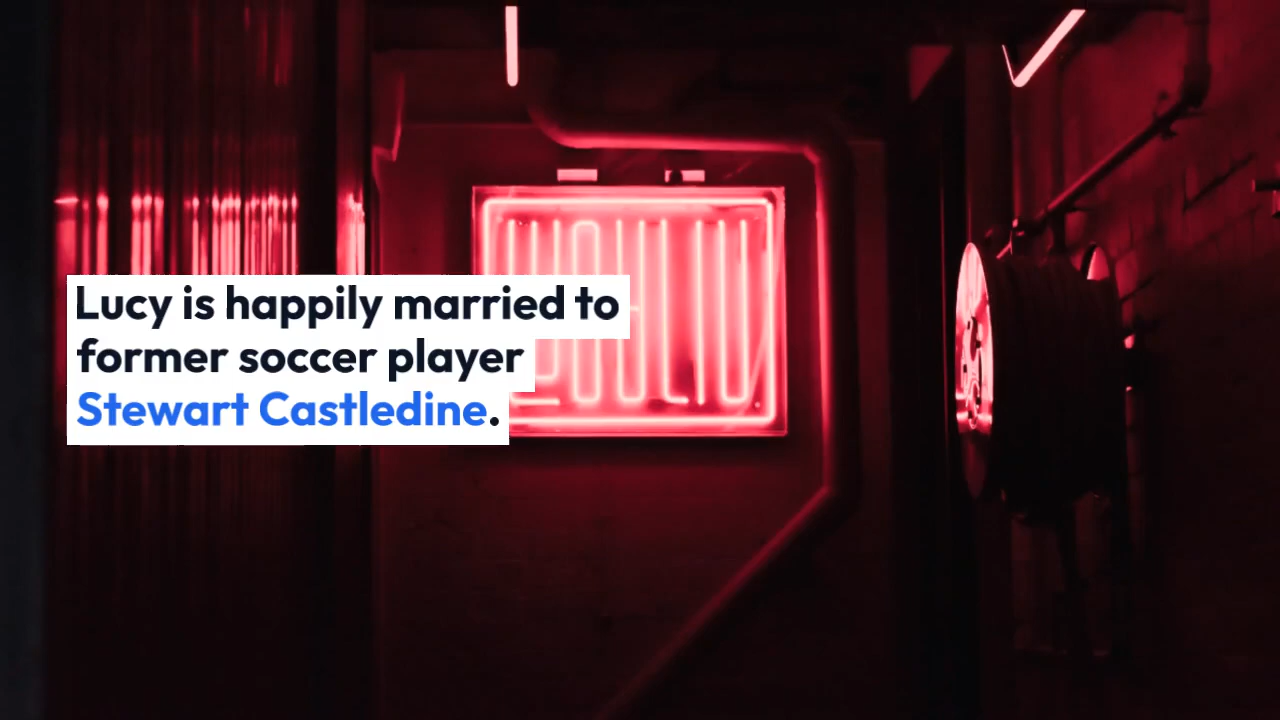 Lucy is happily married to
former soccer player
Stewart Castledine.